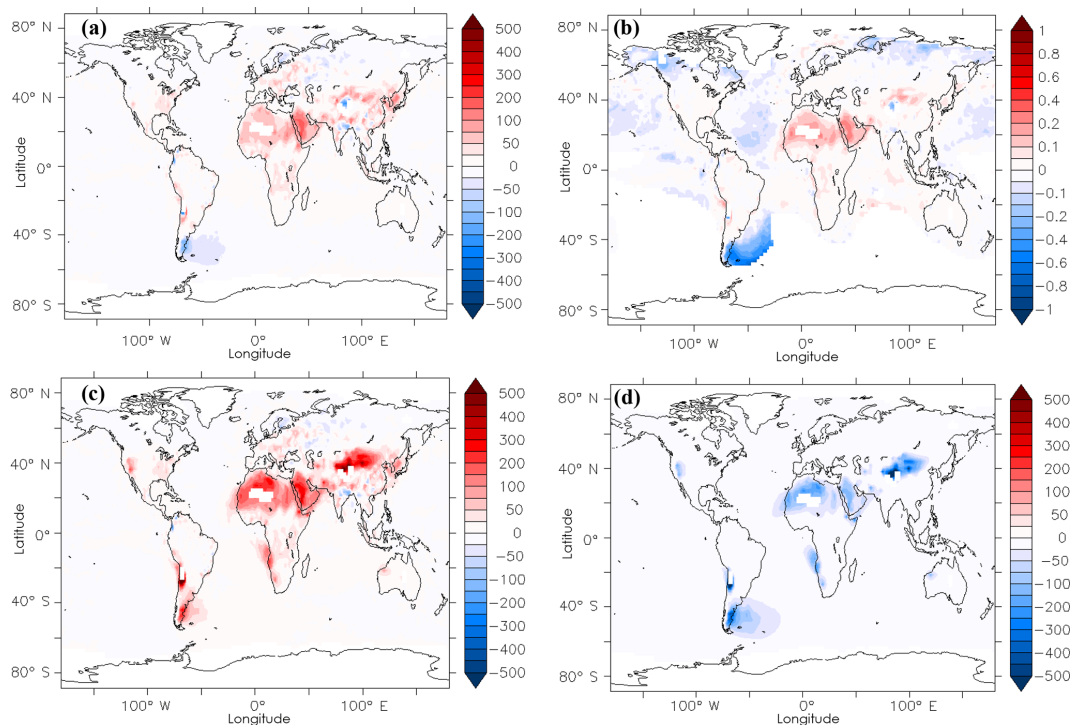 (a)
80° N
40° N
0°
40° S
80° S
Latitude
100° W
0°
100° E
Longitude
500
400
300
200
100
50
0
−50
−100
−200
−300
−400
−500
(b)
80° N
40° N
0°
40° S
80° S
Latitude
100° W
0°
100° E
Longitude
1
0.8
0.6
0.4
0.2
0.1
0
−0.1
−0.2
−0.4
−0.6
−0.8
−1
(c)
80° N
40° N
0°
40° S
80° S
Latitude
100° W
0°
100° E
Longitude
500
400
300
200
100
50
0
−50
−100
−200
−300
−400
−500
(d)
80° N
40° N
0°
40° S
80° S
Latitude
100° W
0°
100° E
Longitude
500
400
300
200
100
50
0
−50
−100
−200
−300
−400
−500